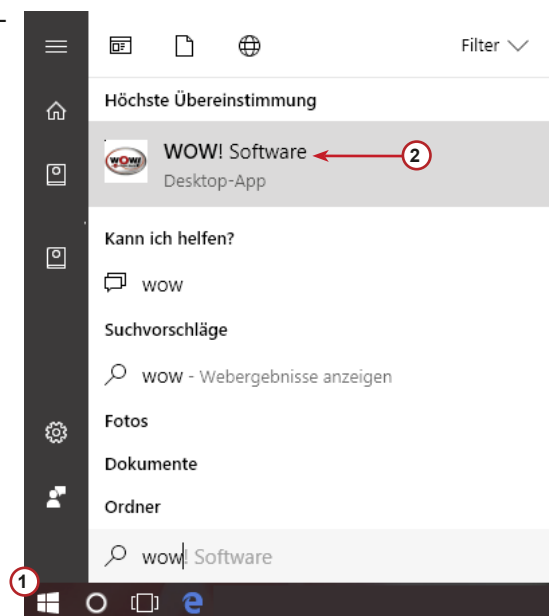 Filter
Höchste Übereinstimmung
WOW! Software
2
Desktop-App
Kann ich helfen?
wow
Suchvorschläge
wow - Webergebnisse anzeigen
Fotos
Dokumente
Ordner
wow! Software
1